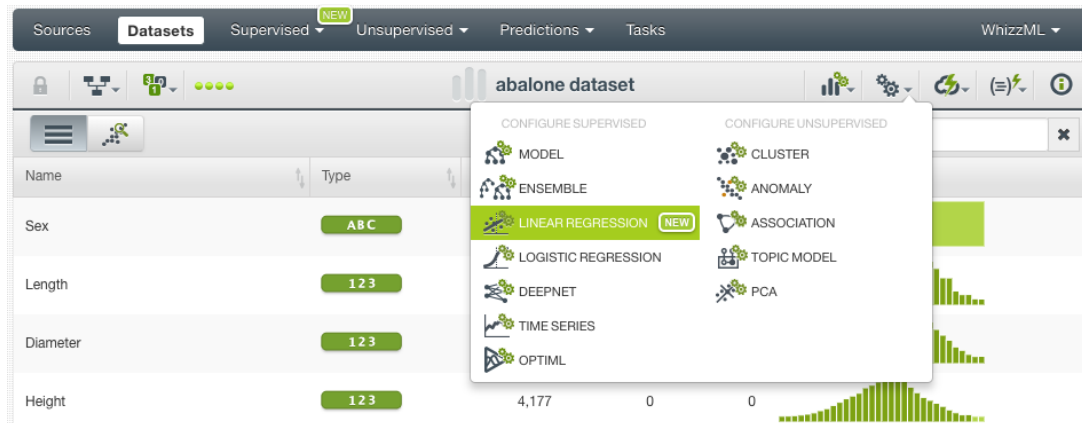 NEW
Sources Datasets Supervised Unsupervised Predictions Tasks WhizzML
abalone dataset
CONFIGURE SUPERVISED CONFIGURE UNSUPERVISED
MODEL CLUSTER
ENSEMBLE ANOMALY
LINEAR REGRESSION NEW ASSOCIATION
LOGISTIC REGRESSION TOPIC MODEL
DEEPNET PCA
TIME SERIES
OPTIML
Name Type
Sex ABC
Length 123
Diameter 123
Height 123 4,177 0 0